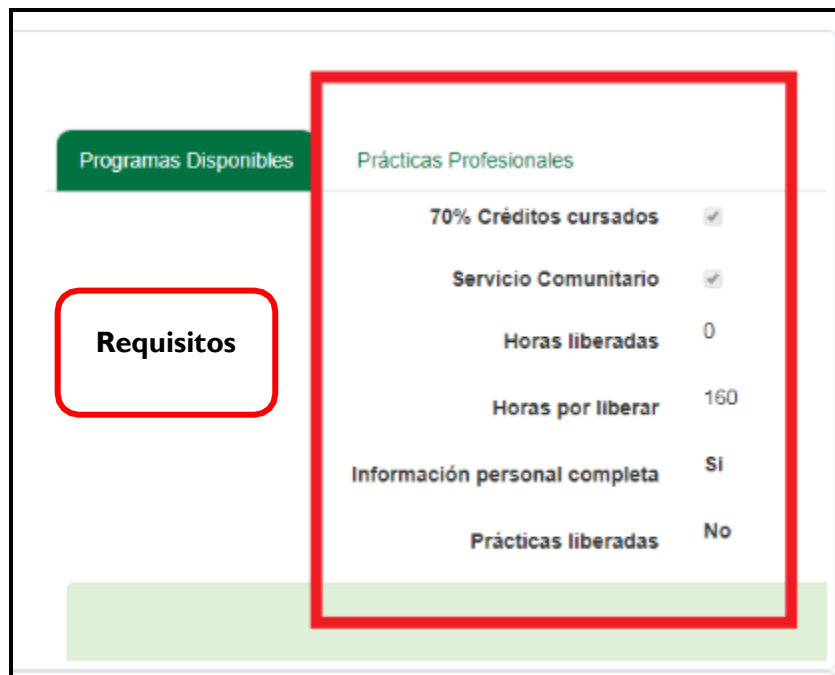 Programas Disponibles Prácticas Profesionales
70% Créditos cursados
Servicio Comunitario
Requisitos
Horas liberadas 0
Horas por liberar 160
Información personal completa Si
Prácticas liberadas No